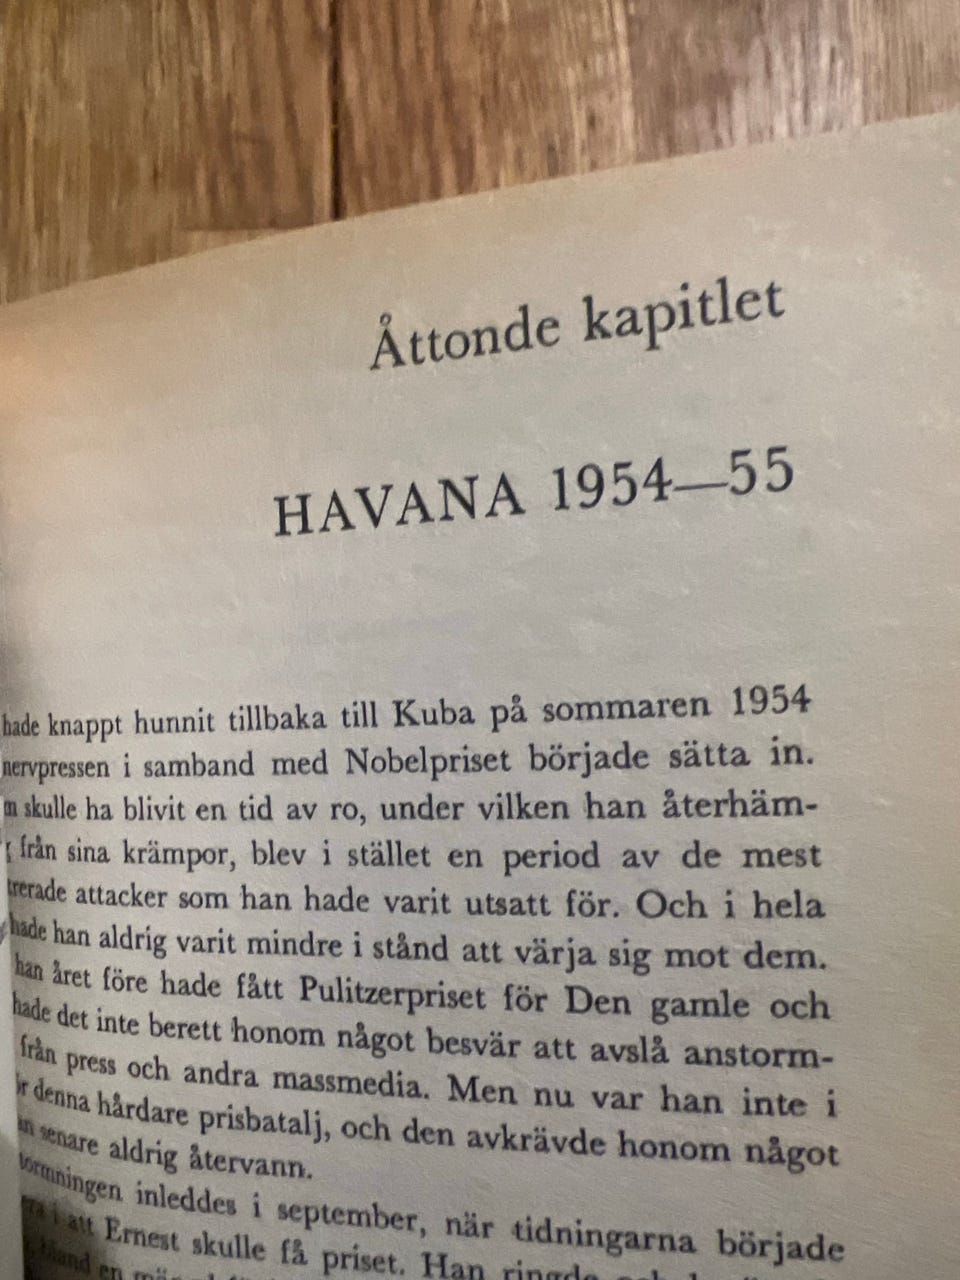 Åttonde kapitlet
HAVANA 1954—55
hade knappt hunnit tillbaka till Kuba på sommaren 1954
nervpressen i samband med Nobelpriset började sätta in.
skulle ha blivit en tid av ro, under vilken han återhäm-
från sina krämpor, blev i stället en period av de mest
trerade attacker som han hade varit utsatt för. Och i hela
hade han aldrig varit mindre i stånd att värja sig mot dem.
han året före hade fått Pulitzerpriset för Den gamle och
hade det inte berett honom något besvär att avslå anstorm-
från press och andra massmedia. Men nu var han inte i
denna hårdare prisbatalj, och den avkrävde honom något
senare aldrig återvann.
tormningen inleddes i september, när tidningarna började
i att Ernest skulle få priset. Han ringde
bland en